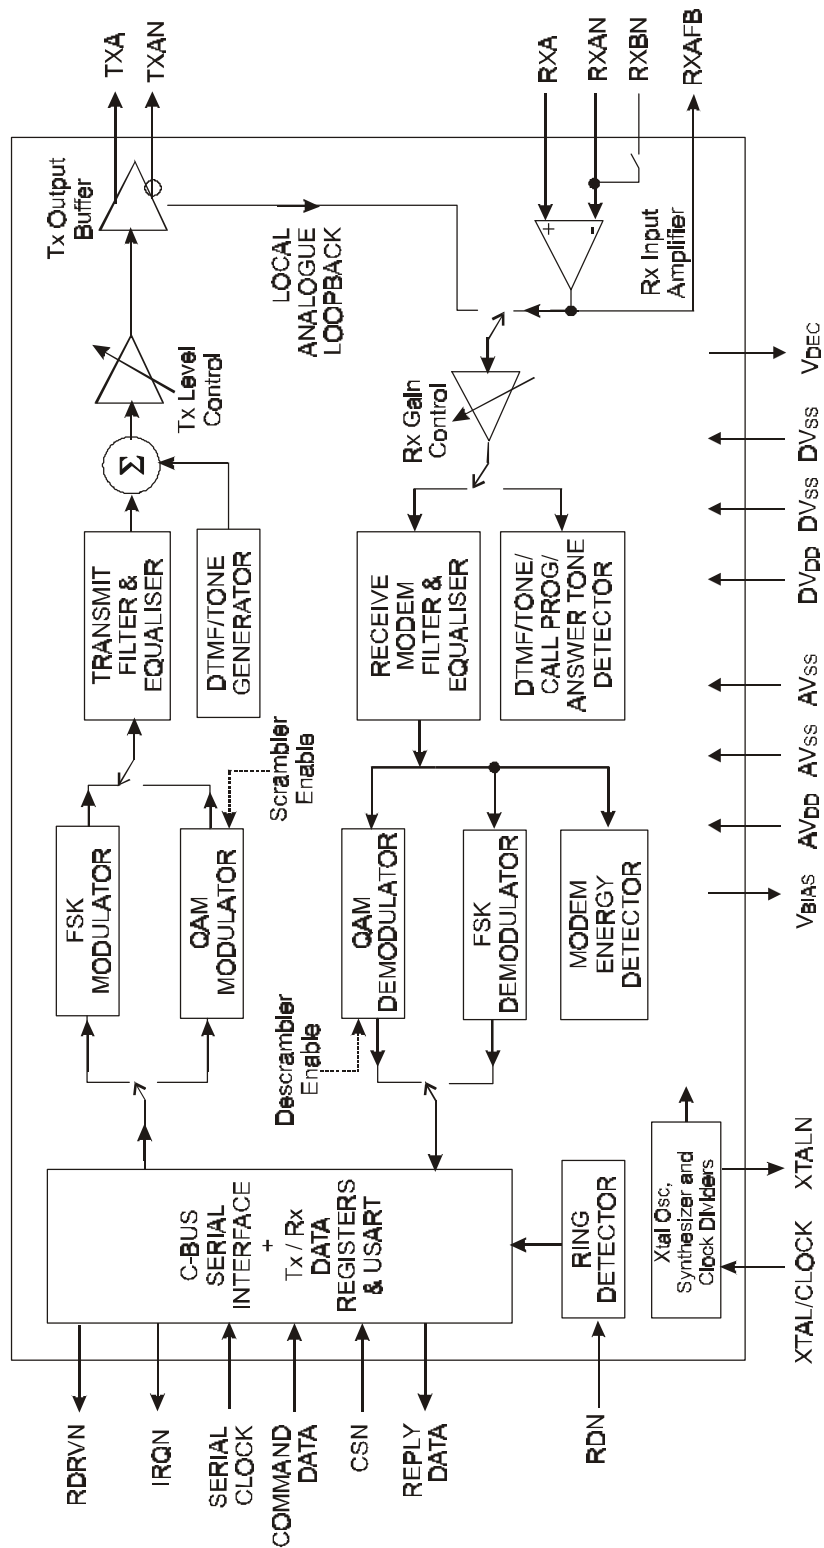 RDRVN
IRQN
SERIAL
CLOCK
COMMAND
DATA
CSN
REPLY
DATA
RDN
C-BUS
SERIAL
INTERFACE
+
Tx / Rx
DATA
REGISTERS
& USART
RING
DETECTOR
Xtal Osc,
Synthesizer and
Clock Dividers
XTAL/CLOCK
XTALN
FSK
MODULATOR
QAM
MODULATOR
Scrambler
Enable
Descrambler
Enable
QAM
DEMODULATOR
FSK
DEMODULATOR
MODEM
ENERGY
DETECTOR
TRANSMIT
FILTER &
EQUALISER
DTMF/TONE
GENERATOR
RECEIVE
MODEM
FILTER &
EQUALISER
DTMF/TONE/
CALL PROG/
ANSWER TONE
DETECTOR
Σ
Tx Level
Control
Tx Output
Buffer
LOCAL
ANALOGUE
LOOPBACK
Rx Gain
Control
+
-
Rx Input
Amplifier
TXA
TXAN
RXA
RXAN
RXBN
RXAFB
VBIAS
AVDD
AVSS
AVSS
DVDD
DVSS
DVSS
VDEC